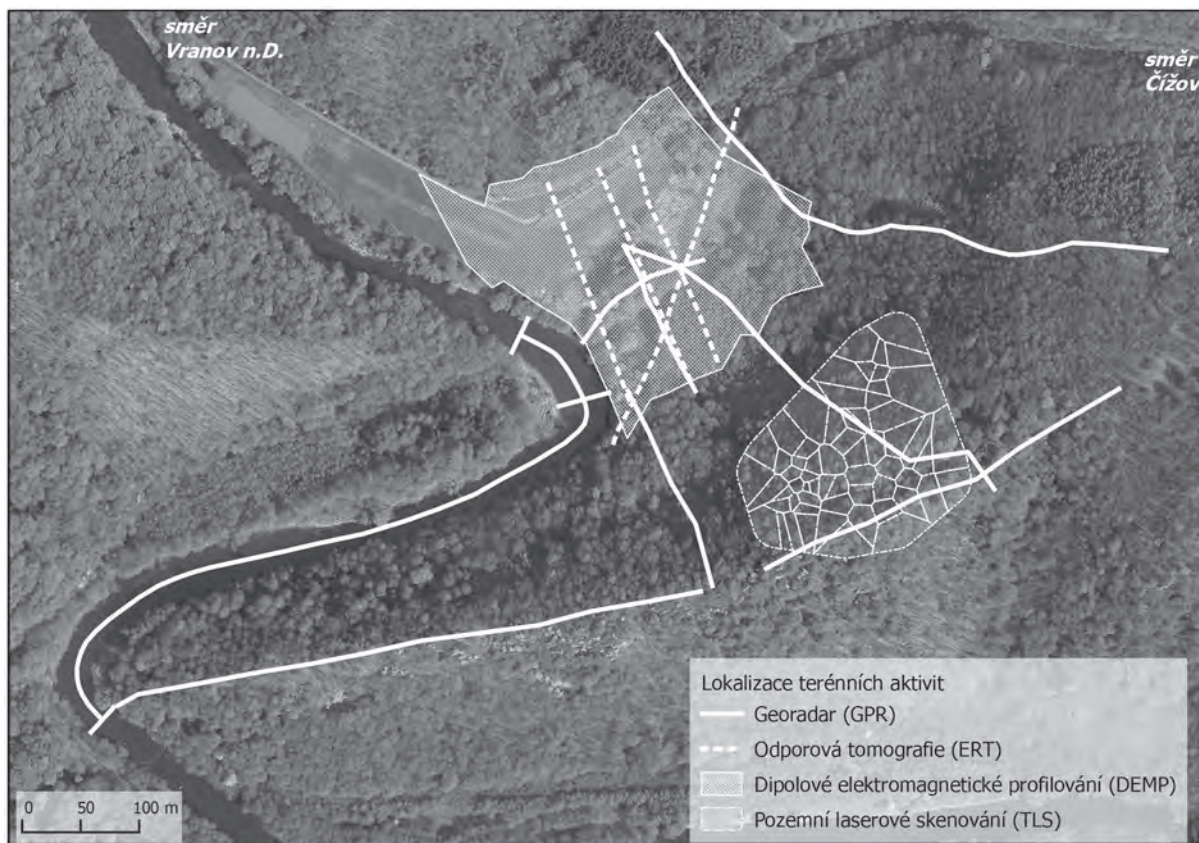 směr
Vranov n.D.
směr
Čížov
Lokalizace terénních aktivit
Georadar (GPR)
Odporová tomografie (ERT)
Dipolové elektromagnetické profilování (DEMP)
Pozemní laserové skenování (TLS)
0 50 100 m